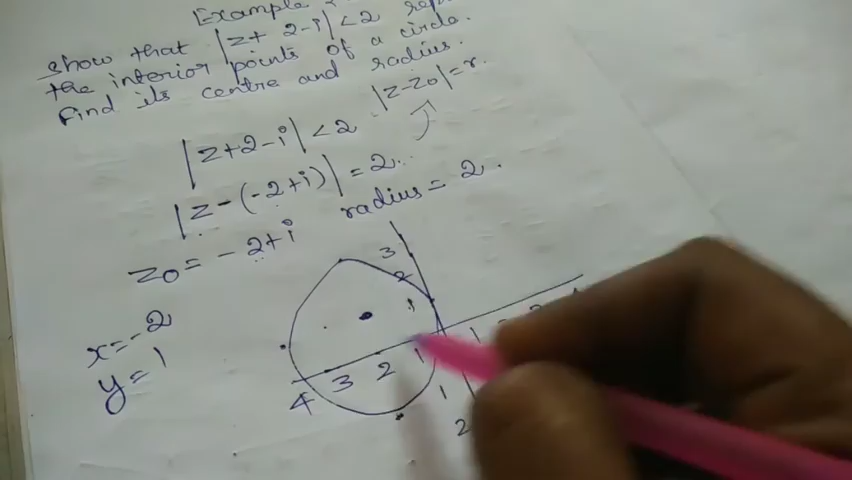 Example
show that |z+ 2-i|<2
the interior points of a circle.
Find its centre and radius.
|z-z0|=r.
|z+2-i|<2
|z-(-2+i)|=2..
radius=2.
z0=-2+i
x=-2
y=1
3
2
1
4 3 2 1 1
1
2